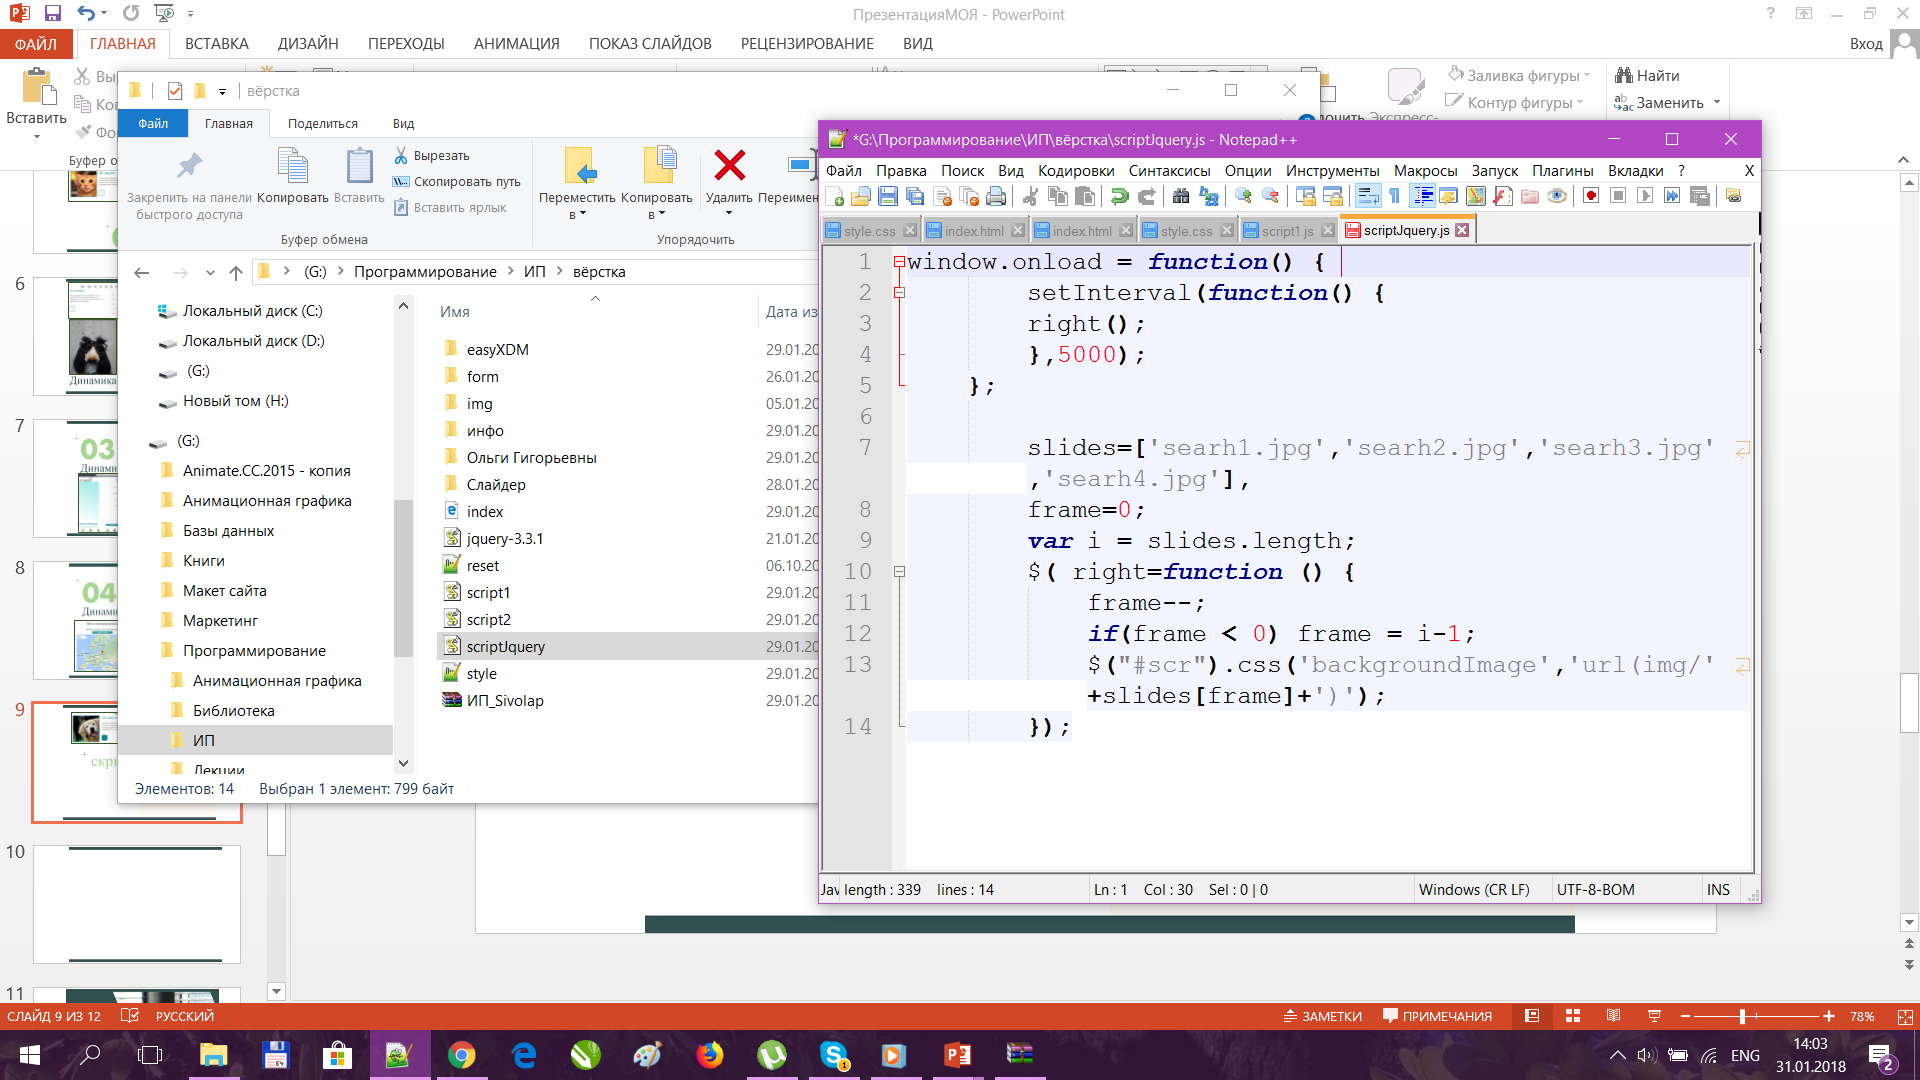 ПрезентацияМОЯ - PowerPoint
ФАЙЛ ГЛАВНАЯ ВСТАВКА ДИЗАЙН ПЕРЕХОДЫ АНИМАЦИЯ ПОКАЗ СЛАЙДОВ РЕЦЕНЗИРОВАНИЕ ВИД Вход
Вставить
Заливка фигуры
Контур фигуры
Найти
Заменить
вёрстка
Файл Главная Поделиться Вид
Закрепить на панели быстрого доступа
Копировать
Вставить
Вырезать
Скопировать путь
Вставить ярлык
Буфер обмена
Переместить в
Копировать в
Удалить
Упорядочить
(G:) Программирование ИП вёрстка
Локальный диск (C:)
Локальный диск (D:)
(G:)
Новый том (H:)
(G:)
Animate.CC.2015 - копия
Анимационная графика
Базы данных
Книги
Макет сайта
Маркетинг
Программирование
Анимационная графика
Библиотека
ИП
Лекции
Имя
easyXDM 29.01.20
form 26.01.20
img 05.01.20
инфо 29.01.20
Ольги Гигорьевны 29.01.20
Слайдер 28.01.20
index 29.01.20
jquery-3.3.1 21.01.20
reset 06.10.20
script1 29.01.20
script2 29.01.20
scriptJquery 29.01.20
style 29.01.20
ИП_Sivolap 29.01.20
Элементов: 14 Выбран 1 элемент: 799 байт
*G:\Программирование\ИП\вёрстка\scriptJquery.js - Notepad++
Файл Правка Поиск Вид Кодировки Синтаксисы Опции Инструменты Макросы Запуск Плагины Вкладки ? X
style.css index.html index.html style.css script1.js scriptJquery.js
1 window.onload = function() {
2 setInterval(function() {
3 right();
4 },5000);
5 };
6
7 slides=['searh1.jpg','searh2.jpg','searh3.jpg'
,'searh4.jpg'],
8 frame=0;
9 var i = slides.length;
10 $( right=function () {
11 frame--;
12 if(frame < 0) frame = i-1;
13 $("#scr").css('backgroundImage','url(img/'
+slides[frame]+')');
14 });
length : 339 lines : 14 Ln : 1 Col : 30 Sel : 0 | 0 Windows (CR LF) UTF-8-BOM INS
6
7
03
8
04
9
10
11
СЛАЙД 9 ИЗ 12 РУССКИЙ ЗАМЕТКИ ПРИМЕЧАНИЯ 78%
ENG
14:03
31.01.2018
2